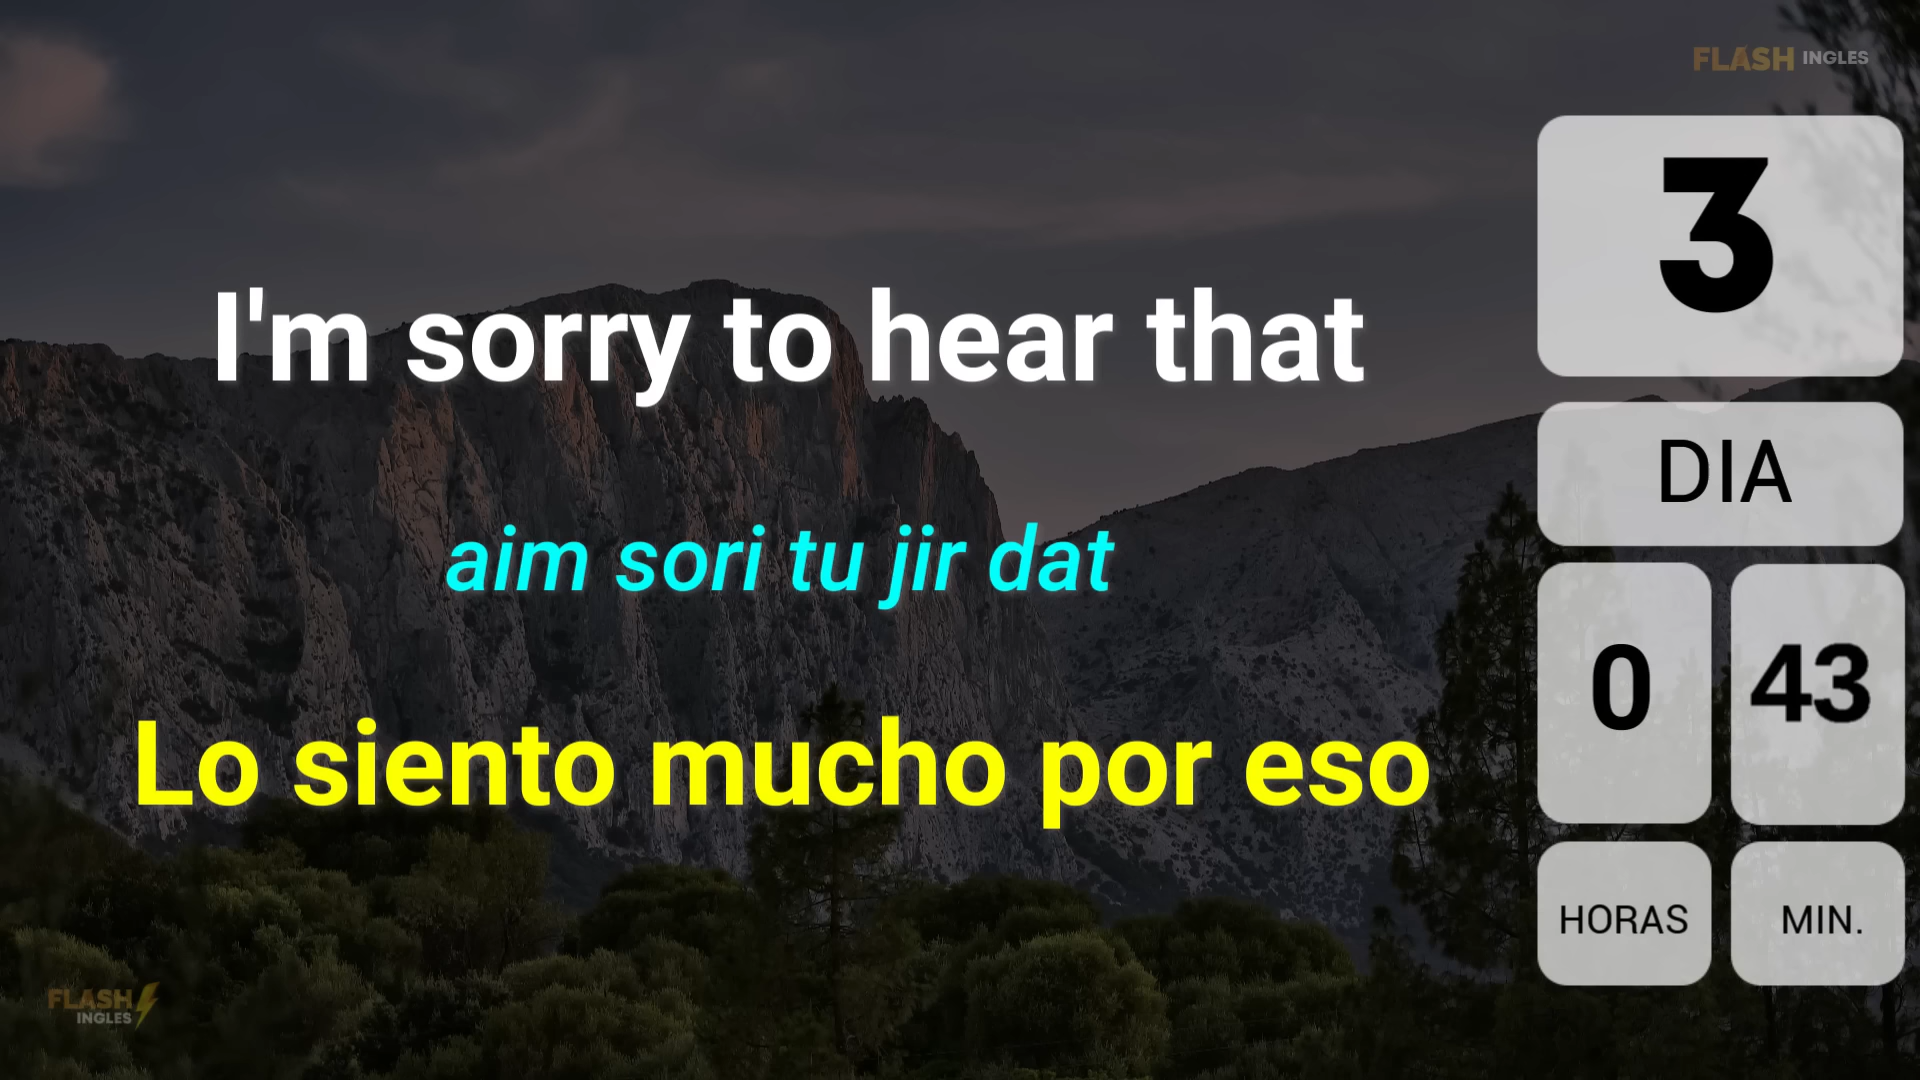 FLASH INGLES
3
DIA
0 43
HORAS MIN.
I'm sorry to hear that
aim sori tu jir dat
Lo siento mucho por eso
FLASH
INGLES